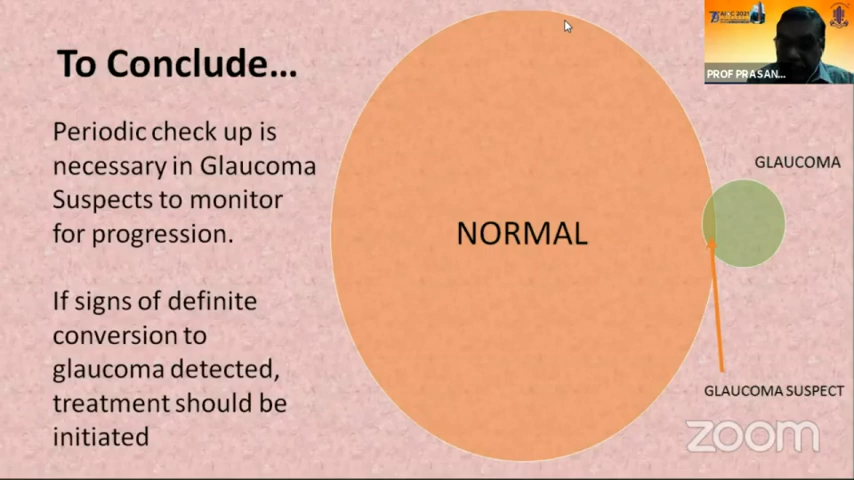 To Conclude...
Periodic check up is
necessary in Glaucoma
Suspects to monitor
for progression.
If signs of definite
conversion to
glaucoma detected,
treatment should be
initiated
NORMAL
GLAUCOMA
GLAUCOMA SUSPECT
PROF PRASAN...
zoom